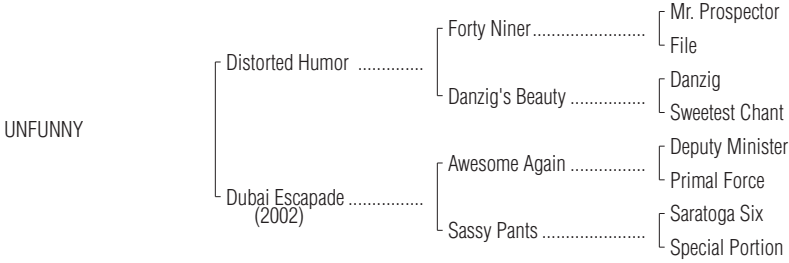 Mr. Prospector
Forty Niner........................
File
Distorted Humor ..............
Danzig
Danzig's Beauty ................
Sweetest Chant
UNFUNNY
Deputy Minister
Awesome Again ................
Primal Force
Dubai Escapade ................
(2002)
Saratoga Six
Sassy Pants ......................
Special Portion